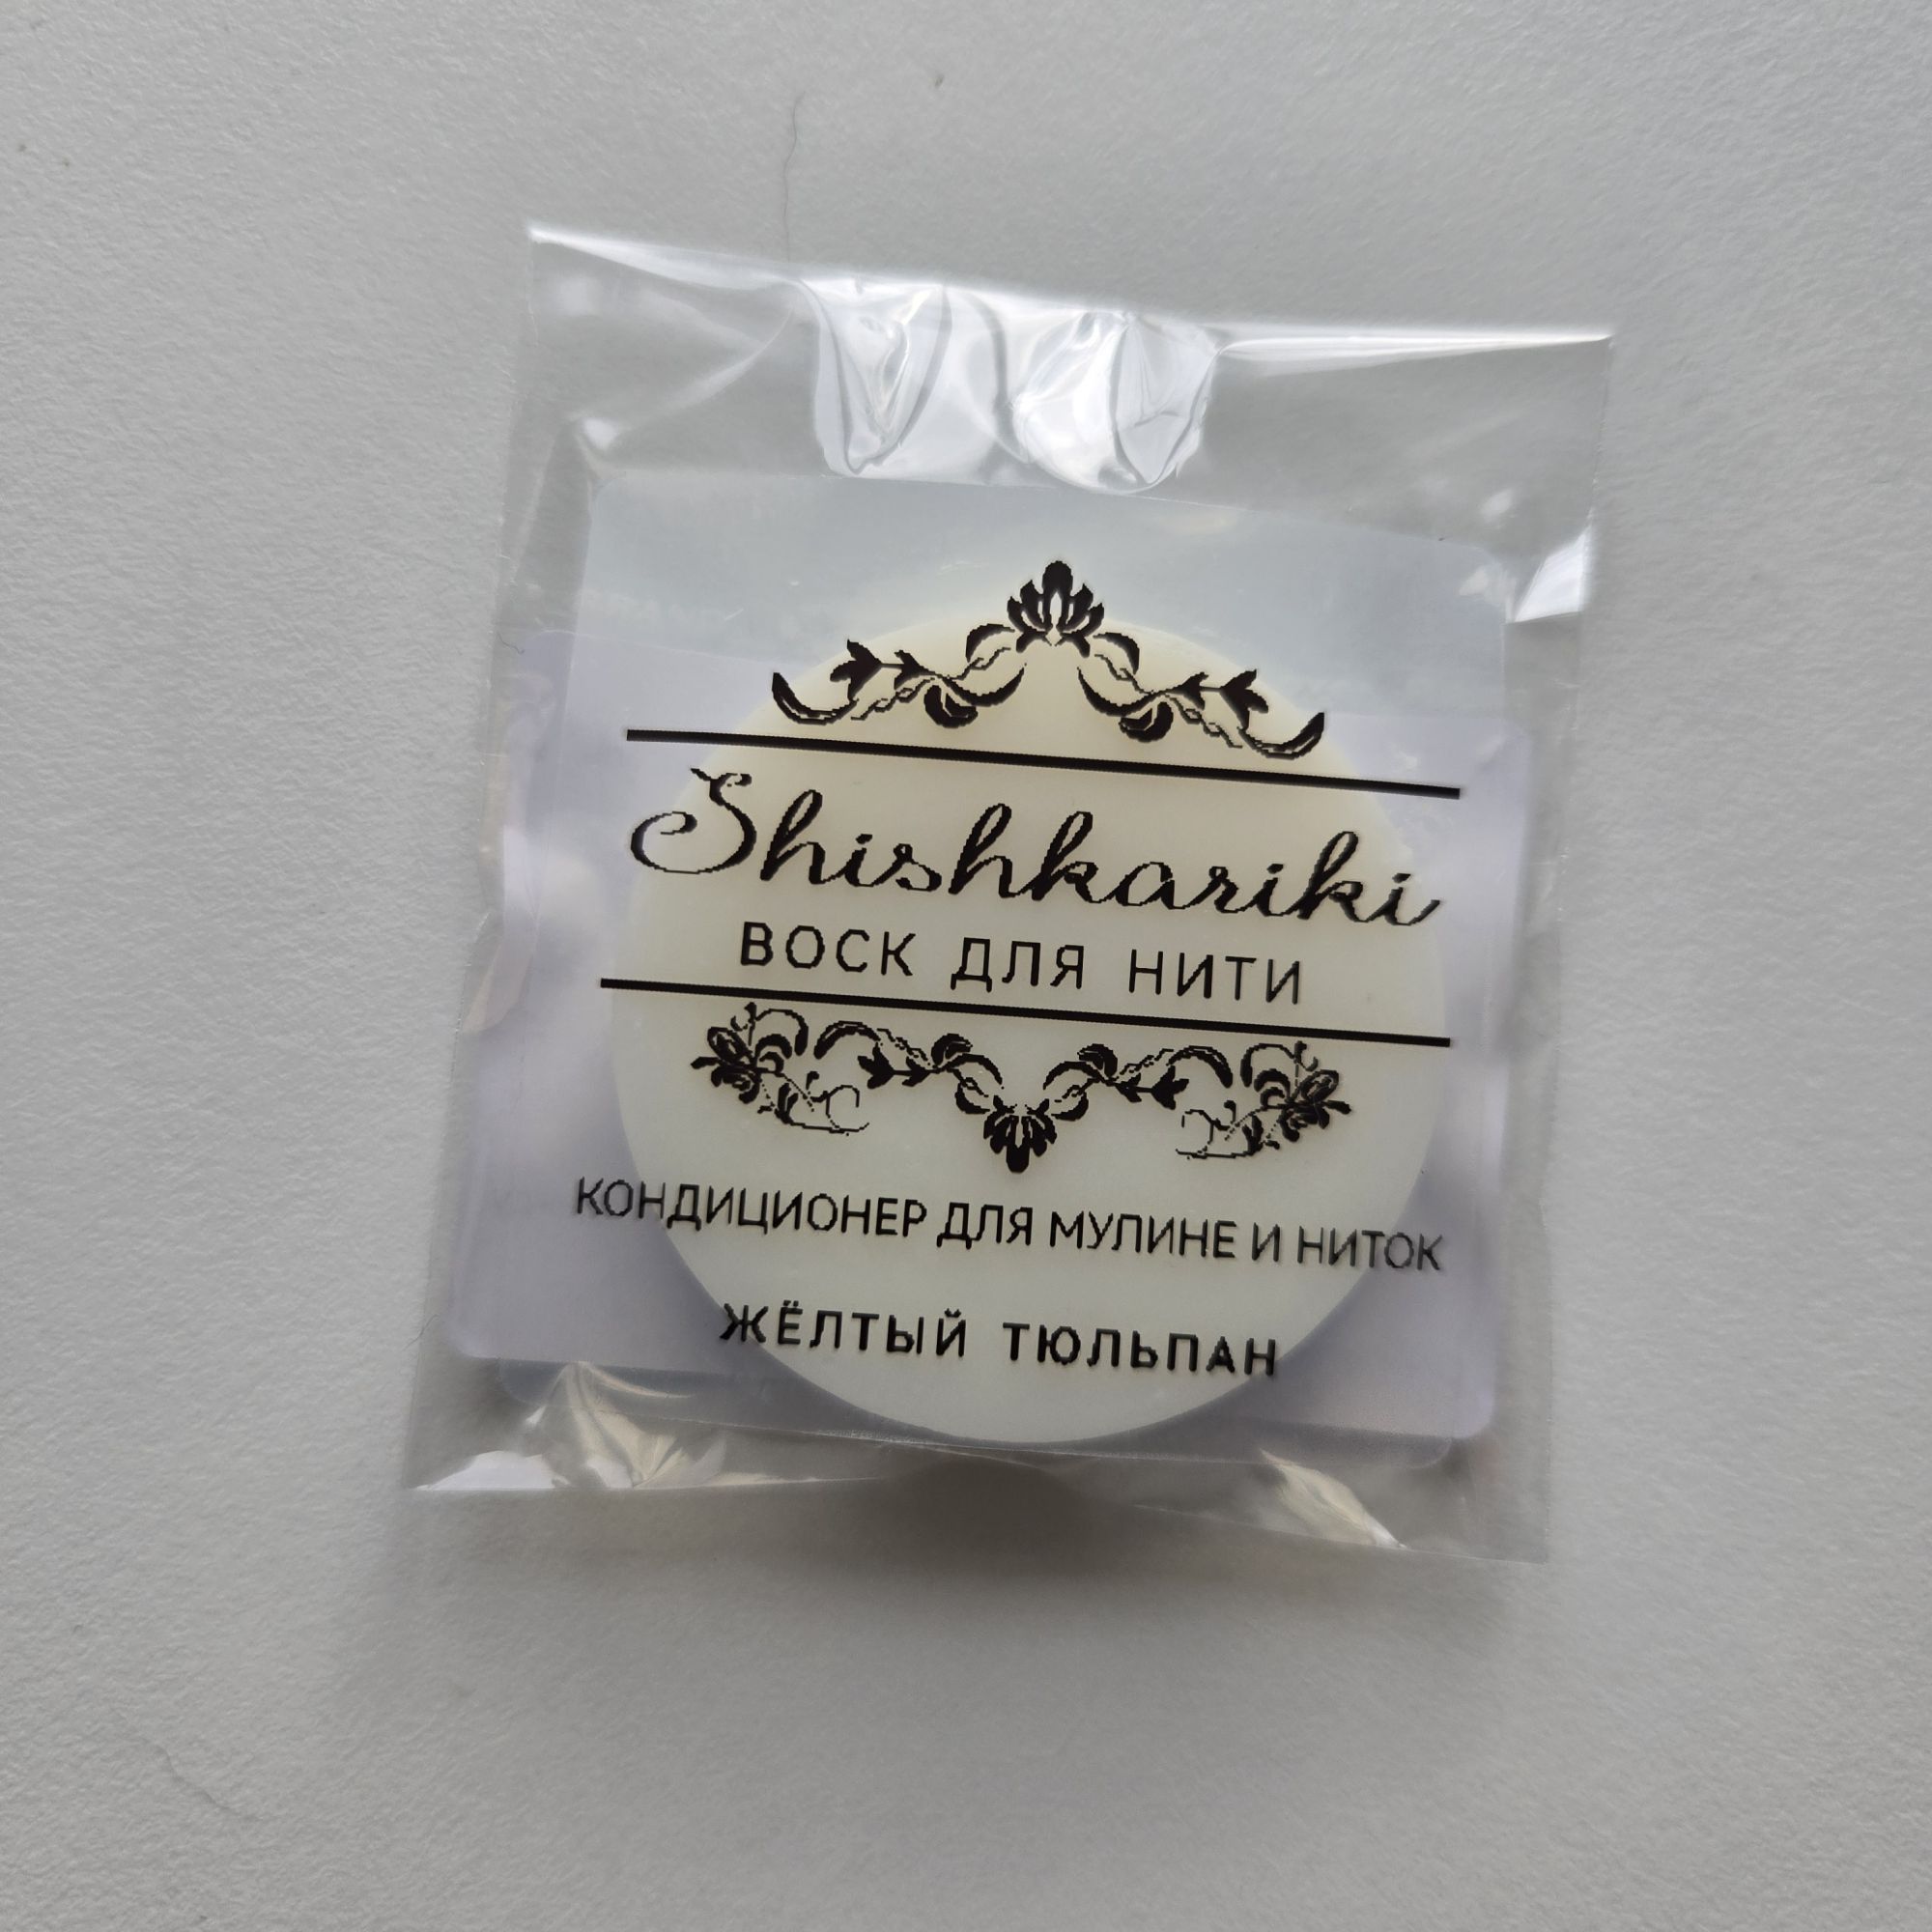 Shishkariki
ВОСК ДЛЯ НИТИ
КОНДИЦИОНЕР ДЛЯ МУЛИНЕ И НИТОК
ЖЁЛТЫЙ ТЮЛЬПАН